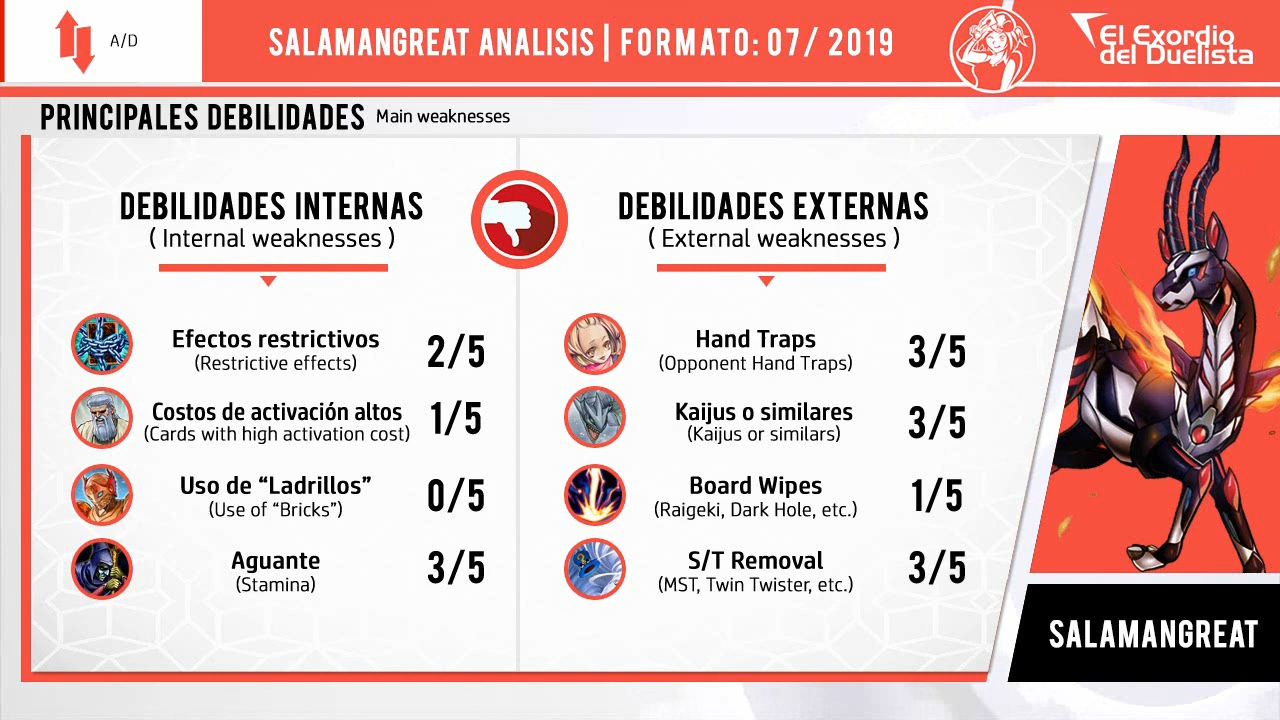 A/D
SALAMANGREAT ANALISIS | FORMATO: 07/ 2019
El Exordio
del Duelista
PRINCIPALES DEBILIDADES Main weaknesses
DEBILIDADES INTERNAS
( Internal weaknesses )
Efectos restrictivos
(Restrictive effects)
2/5
Costos de activación altos
(Cards with high activation cost)
1/5
Uso de “Ladrillos”
(Use of “Bricks”)
0/5
Aguante
(Stamina)
3/5
DEBILIDADES EXTERNAS
( External weaknesses )
Hand Traps
(Opponent Hand Traps)
3/5
Kaijus o similares
(Kaijus or similars)
3/5
Board Wipes
(Raigeki, Dark Hole, etc.)
1/5
S/T Removal
(MST, Twin Twister, etc.)
3/5
SALAMANGREAT